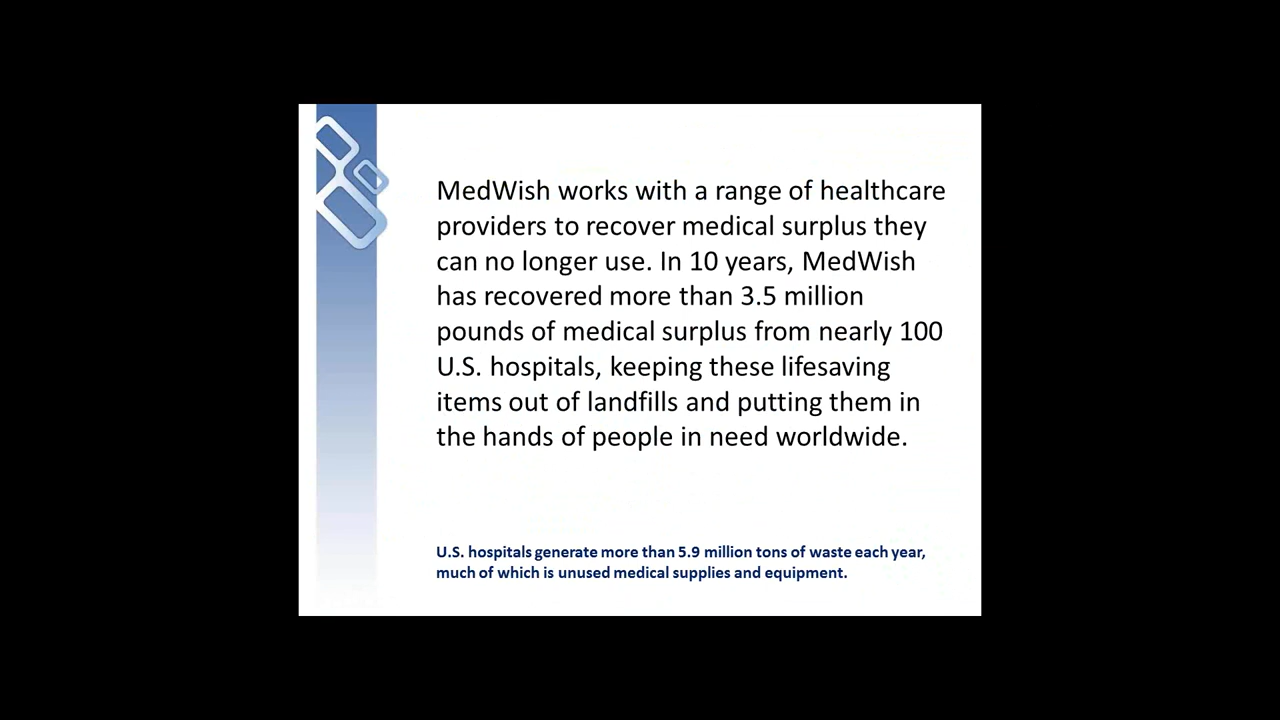 MedWish works with a range of healthcare
providers to recover medical surplus they
can no longer use. In 10 years, MedWish
has recovered more than 3.5 million
pounds of medical surplus from nearly 100
U.S. hospitals, keeping these lifesaving
items out of landfills and putting them in
the hands of people in need worldwide.
U.S. hospitals generate more than 5.9 million tons of waste each year,
much of which is unused medical supplies and equipment.